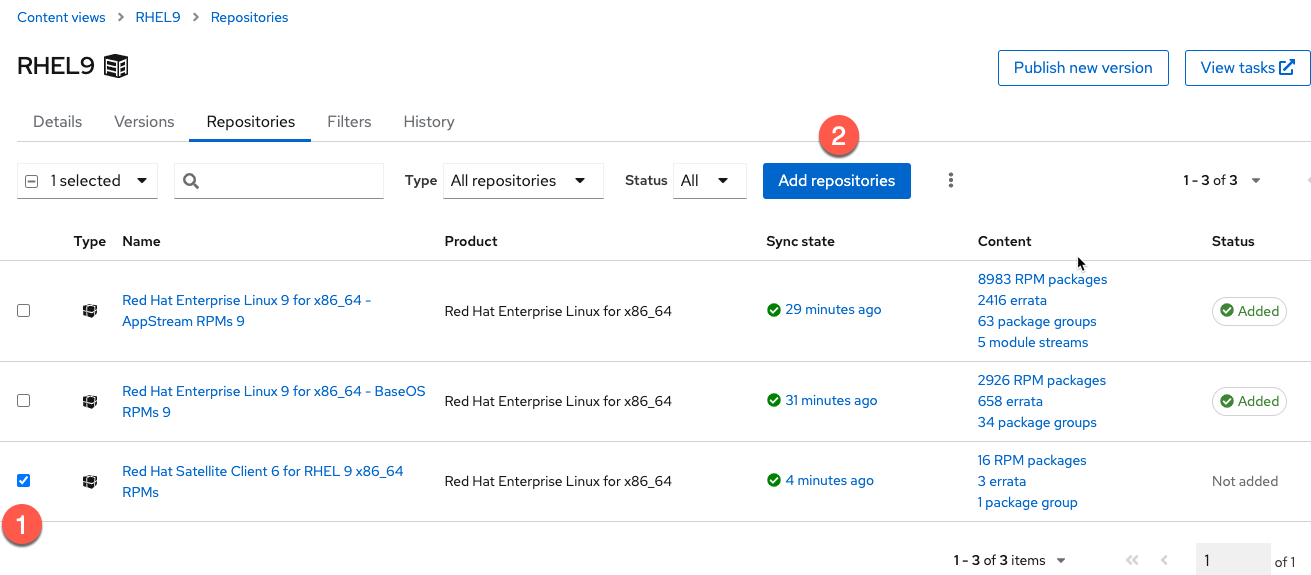 Content views > RHEL9 > Repositories
RHEL9
Publish new version
View tasks
Details Versions Repositories Filters History
2
1 selected
Type All repositories
Status All
Add repositories
1 - 3 of 3
Type Name Product Sync state Content Status
Red Hat Enterprise Linux 9 for x86_64 -
AppStream RPMs 9
Red Hat Enterprise Linux for x86_64
29 minutes ago
8983 RPM packages
2416 errata
63 package groups
5 module streams
Added
Red Hat Enterprise Linux 9 for x86_64 - BaseOS
RPMs 9
Red Hat Enterprise Linux for x86_64
31 minutes ago
2926 RPM packages
658 errata
34 package groups
Added
Red Hat Satellite Client 6 for RHEL 9 x86_64
RPMs
Red Hat Enterprise Linux for x86_64
4 minutes ago
16 RPM packages
3 errata
1 package group
Not added
1
1 - 3 of 3 items
1 of 1